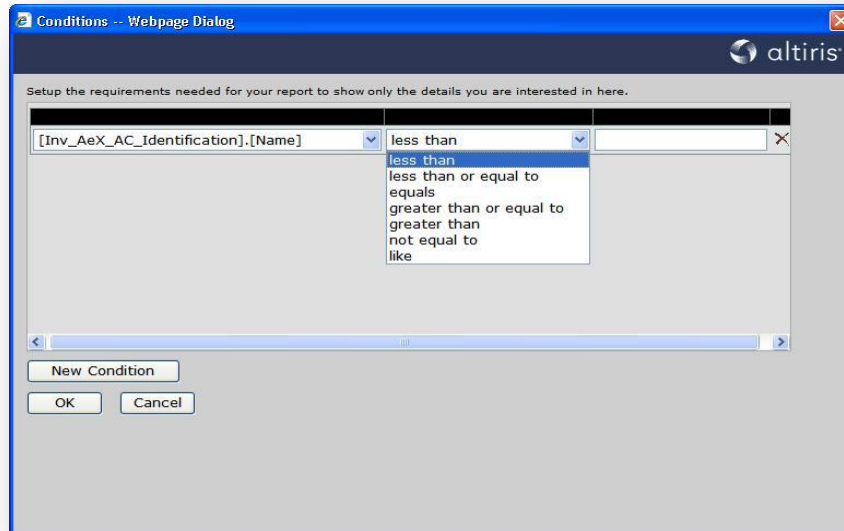 Conditions -- Webpage Dialog
altiris
Setup the requirements needed for your report to show only the details you are interested in here.
[Inv_AeX_AC_Identification].[Name]
less than
less than
less than or equal to
equals
greater than or equal to
greater than
not equal to
like
New Condition
OK
Cancel